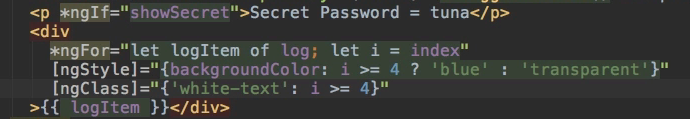 <p *ngIf="showSecret">Secret Password = tuna</p>
<div
*ngFor="let logItem of log; let i = index"
[ngStyle]="{backgroundColor: i >= 4 ? 'blue' : 'transparent'}"
[ngClass]="{'white-text': i >= 4}"
>{{ logItem }}</div>